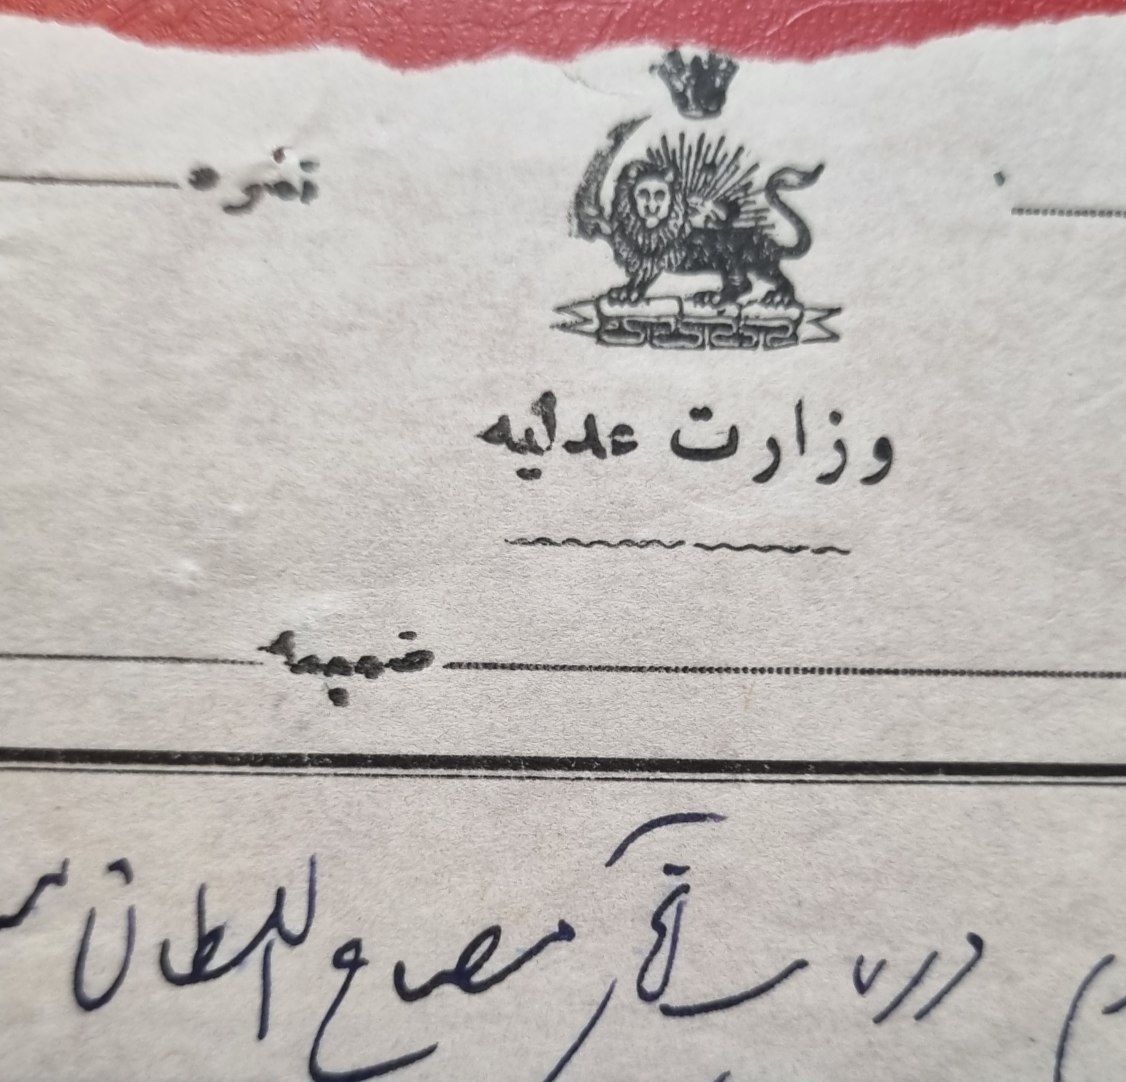 نمره
وزارت عدلیه
ضمیمه
آقای مصباح السلطان